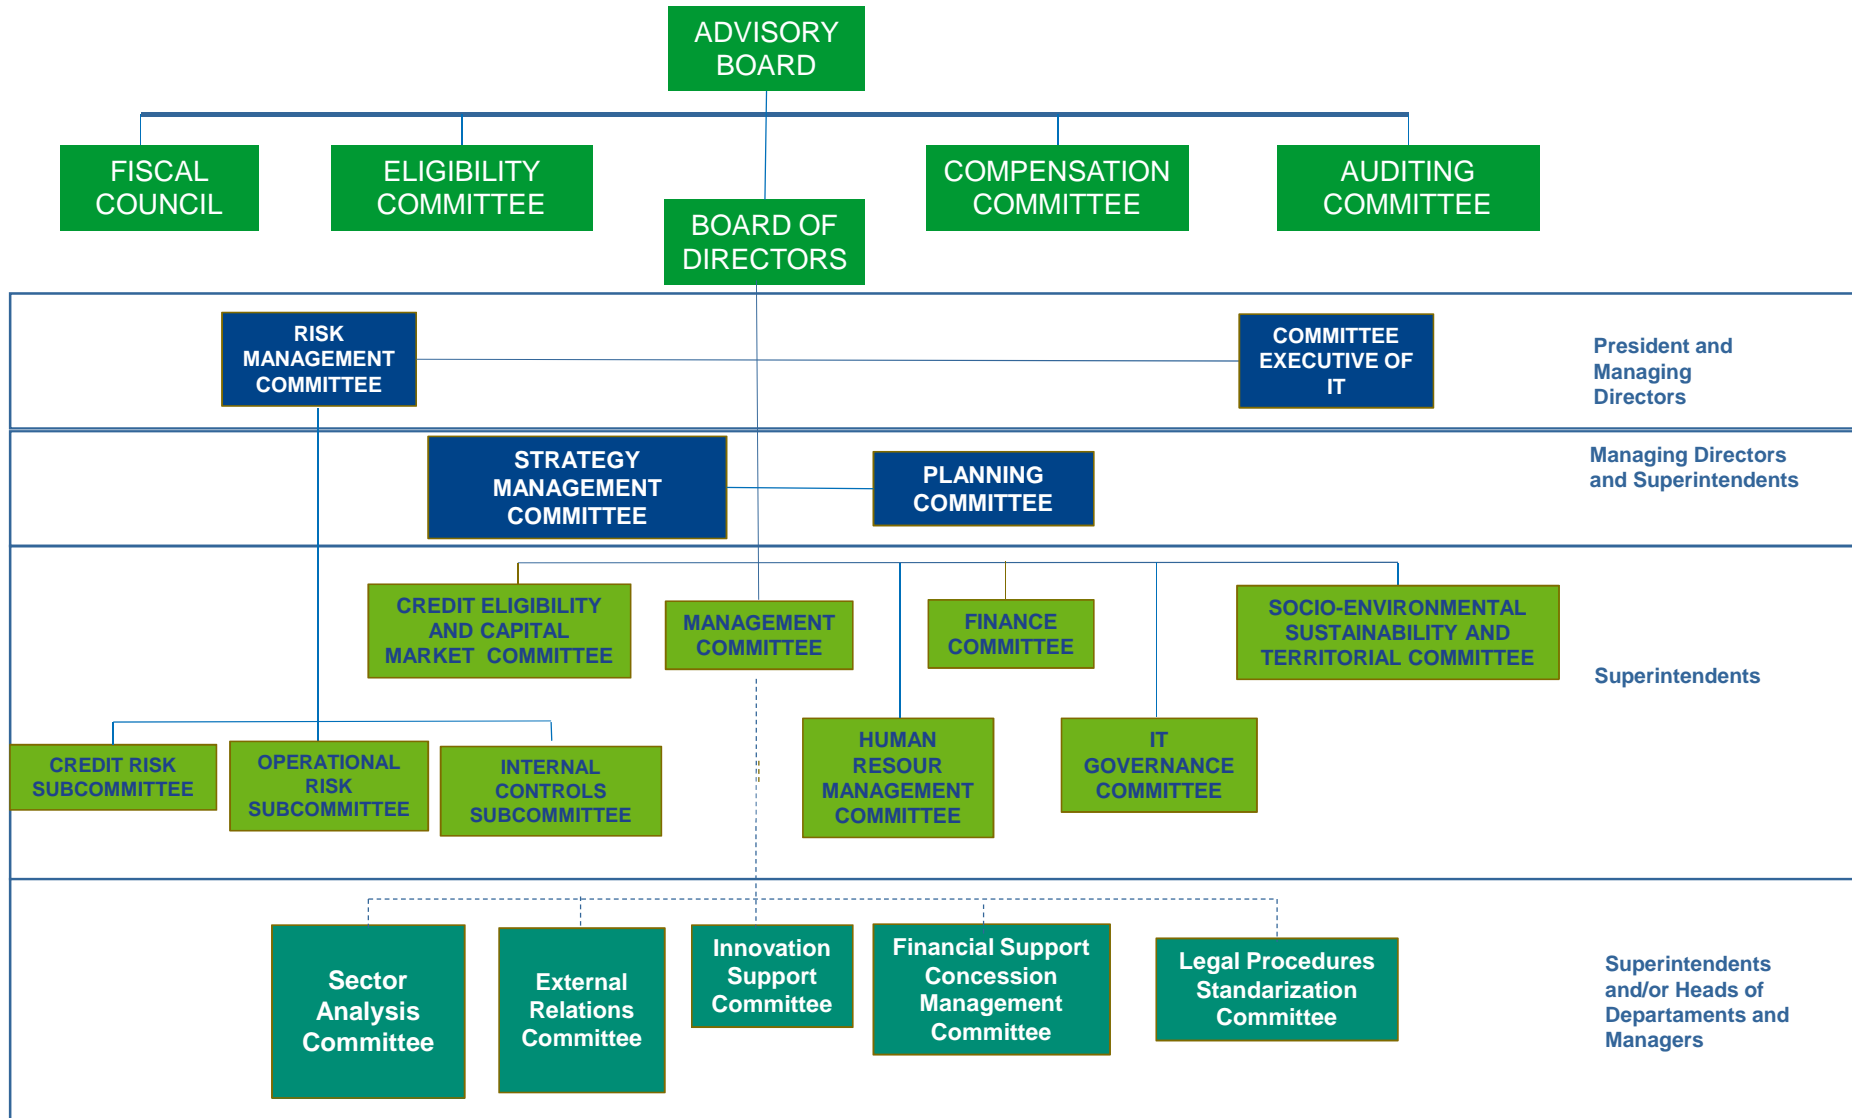 ADVISORY
BOARD
FISCAL
COUNCIL
ELIGIBILITY
COMMITTEE
BOARD OF
DIRECTORS
COMPENSATION
COMMITTEE
AUDITING
COMMITTEE
RISK
MANAGEMENT
COMMITTEE
COMMITTEE
EXECUTIVE OF
IT
President and
Managing
Directors
STRATEGY
MANAGEMENT
COMMITTEE
PLANNING
COMMITTEE
Managing Directors
and Superintendents
CREDIT ELIGIBILITY
AND CAPITAL
MARKET COMMITTEE
MANAGEMENT
COMMITTEE
FINANCE
COMMITTEE
SOCIO-ENVIRONMENTAL
SUSTAINABILITY AND
TERRITORIAL COMMITTEE
Superintendents
CREDIT RISK
SUBCOMMITTEE
OPERATIONAL
RISK
SUBCOMMITTEE
INTERNAL
CONTROLS
SUBCOMMITTEE
HUMAN
RESOUR
MANAGEMENT
COMMITTEE
IT
GOVERNANCE
COMMITTEE
Sector
Analysis
Committee
External
Relations
Committee
Innovation
Support
Committee
Financial Support
Concession
Management
Committee
Legal Procedures
Standarization
Committee
Superintendents
and/or Heads of
Departaments and
Managers